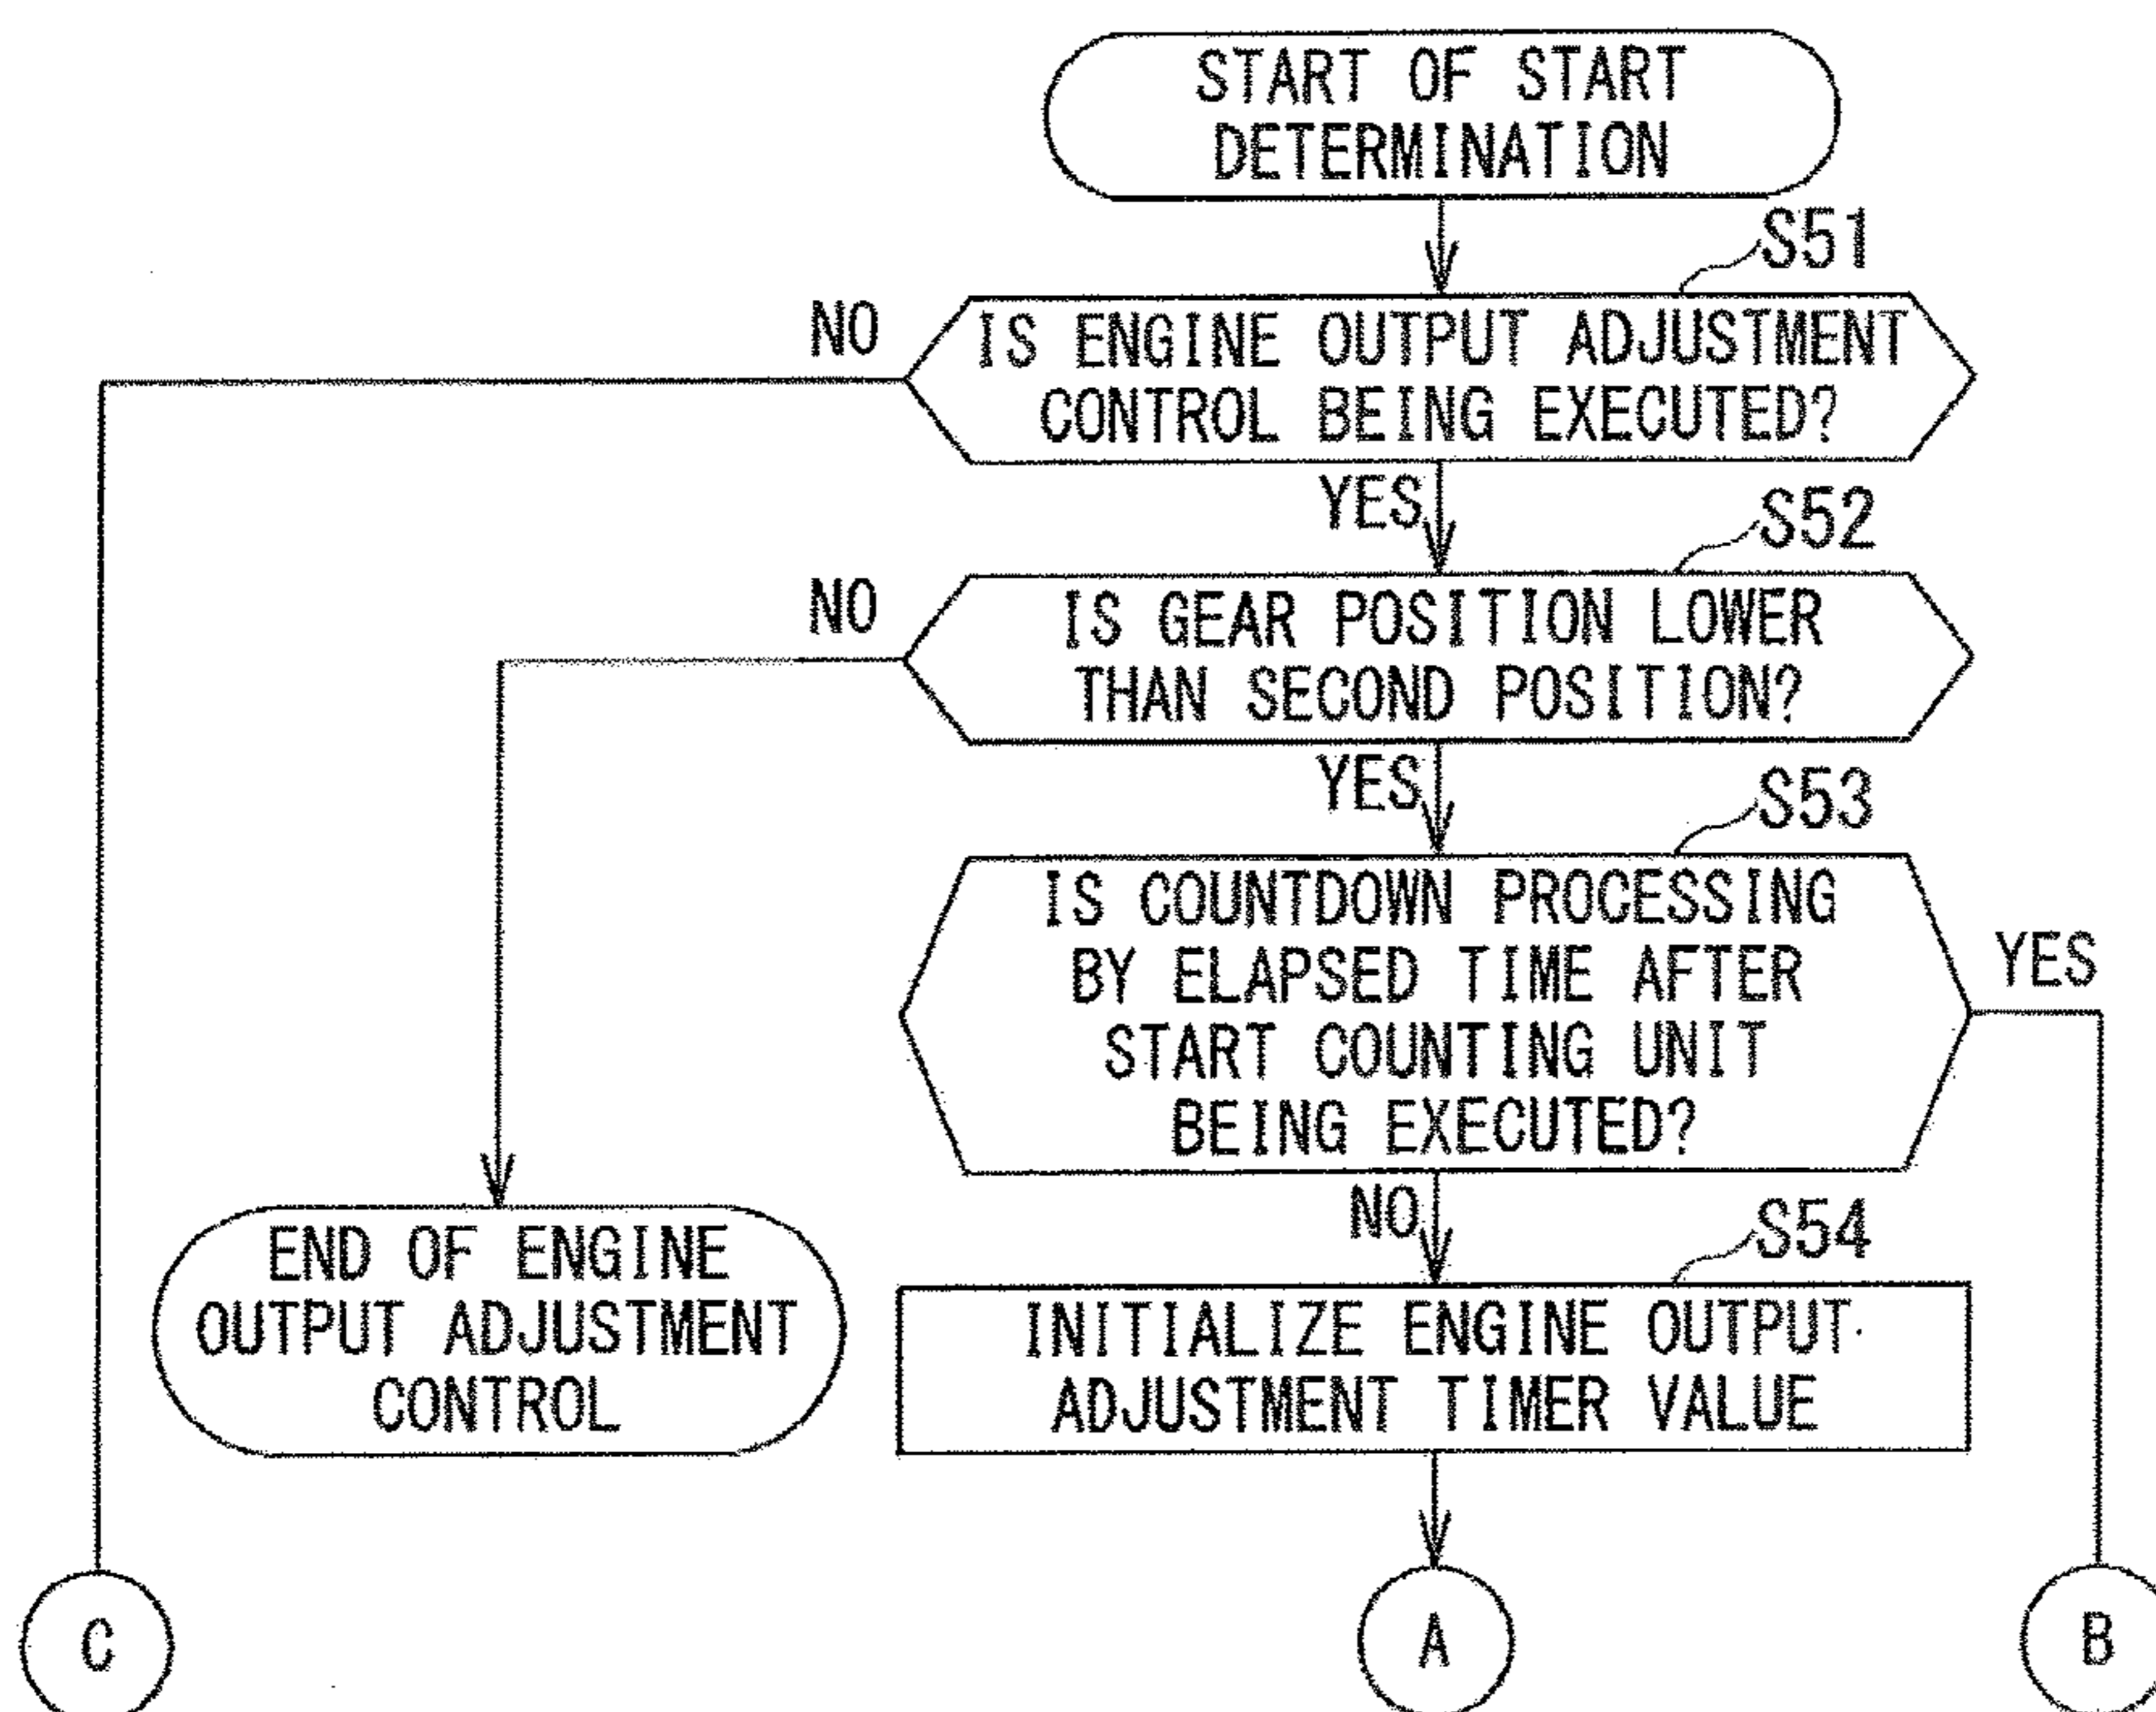 START OF START
DETERMINATION
S51
NO
IS ENGINE OUTPUT ADJUSTMENT
CONTROL BEING EXECUTED?
YES
S52
NO
IS GEAR POSITION LOWER
THAN SECOND POSITION?
YES
S53
IS COUNTDOWN PROCESSING
BY ELAPSED TIME AFTER
START COUNTING UNIT
BEING EXECUTED?
YES
NO
S54
END OF ENGINE
OUTPUT ADJUSTMENT
CONTROL
INITIALIZE ENGINE OUTPUT
ADJUSTMENT TIMER VALUE
C
A
B